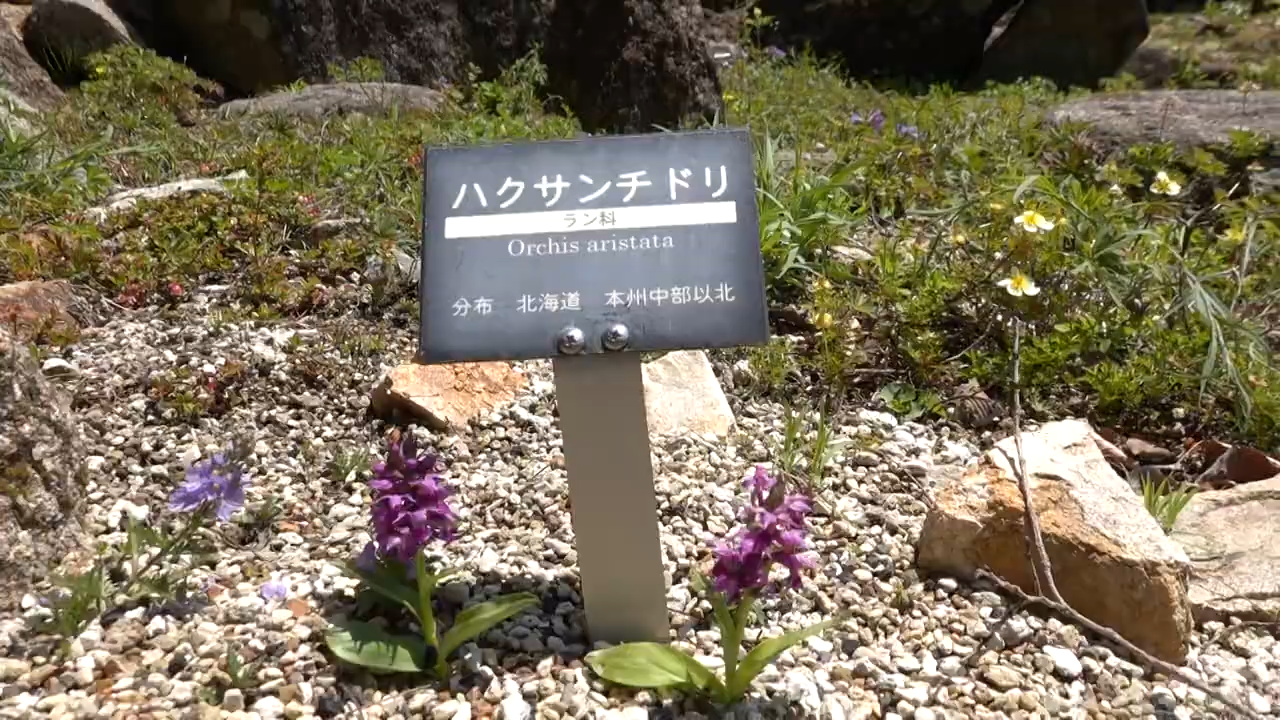 ハクサンチドリ
ラン科
Orchis aristata
分布　北海道　本州中部以北